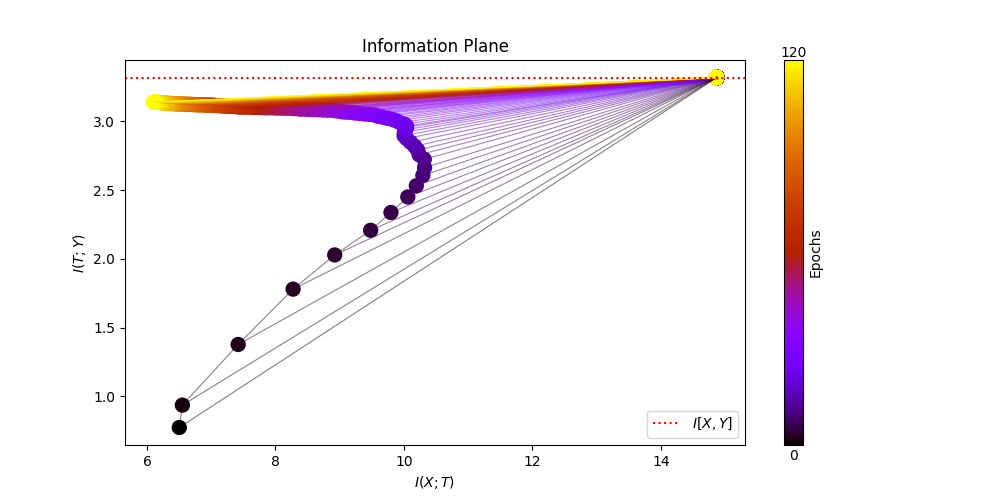 Information Plane
120
3.0
2.5
2.0
1.5
1.0
I(T; Y)
Epochs
I[X, Y]
6
8
10
12
14
0
I(X; T)